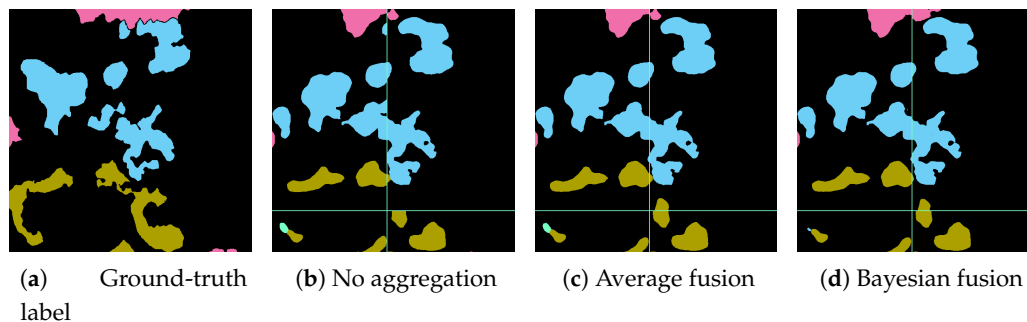 (a) Ground-truth label
(b) No aggregation
(c) Average fusion
(d) Bayesian fusion